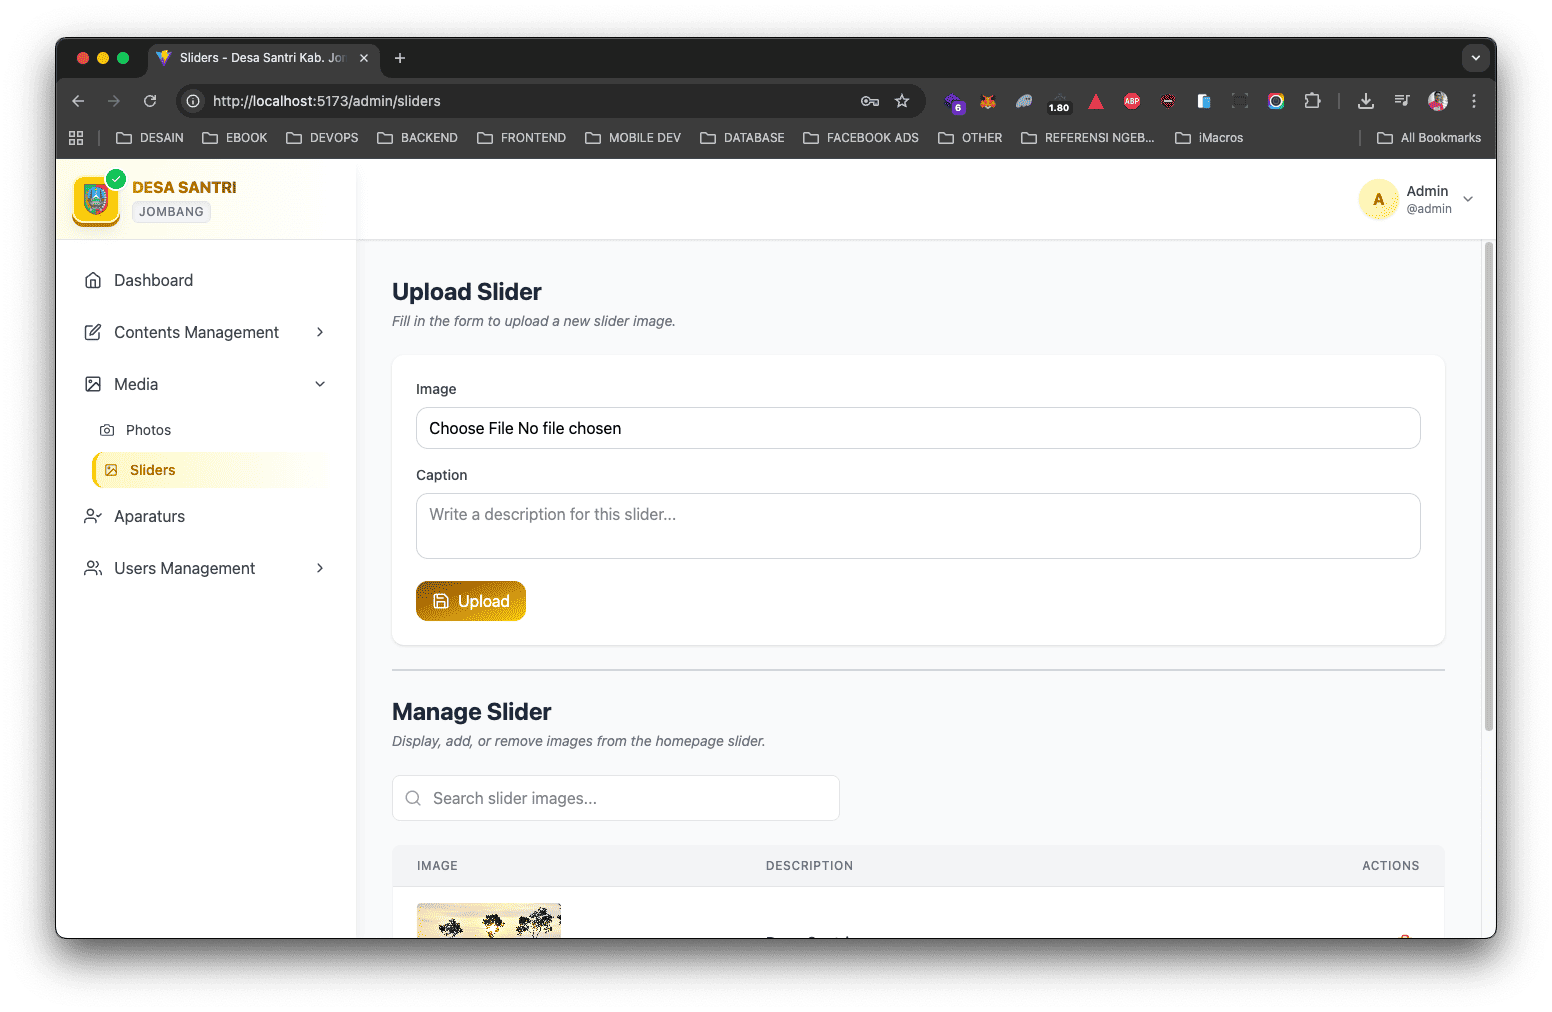 Sliders - Desa Santri Kab. Jo
http://localhost:5173/admin/sliders
6
1.80
ABP
DESAIN
EBOOK
DEVOPS
BACKEND
FRONTEND
MOBILE DEV
DATABASE
FACEBOOK ADS
OTHER
REFERENSI NGEB...
iMacros
All Bookmarks
DESA SANTRI
JOMBANG
A
Admin
@admin
Dashboard
Contents Management
Media
Photos
Sliders
Aparaturs
Users Management
Upload Slider
Fill in the form to upload a new slider image.
Image
Choose File No file chosen
Caption
Write a description for this slider...
Upload
Manage Slider
Display, add, or remove images from the homepage slider.
Search slider images...
IMAGE
DESCRIPTION
ACTIONS